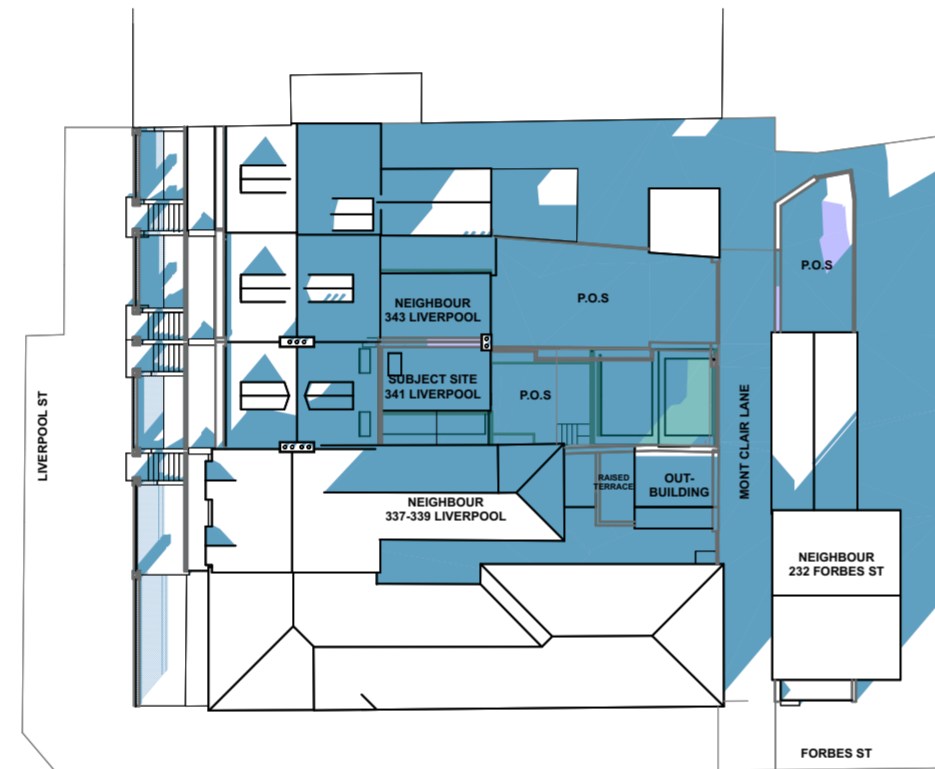 P.O.S
P.O.S
NEIGHBOUR
343 LIVERPOOL
SUBJECT SITE
341 LIVERPOOL
P.O.S
LIVERPOOL ST
MONT CLAIR LANE
RAISED
TERRACE
OUT-
BUILDING
NEIGHBOUR
337-339 LIVERPOOL
NEIGHBOUR
232 FORBES ST
FORBES ST